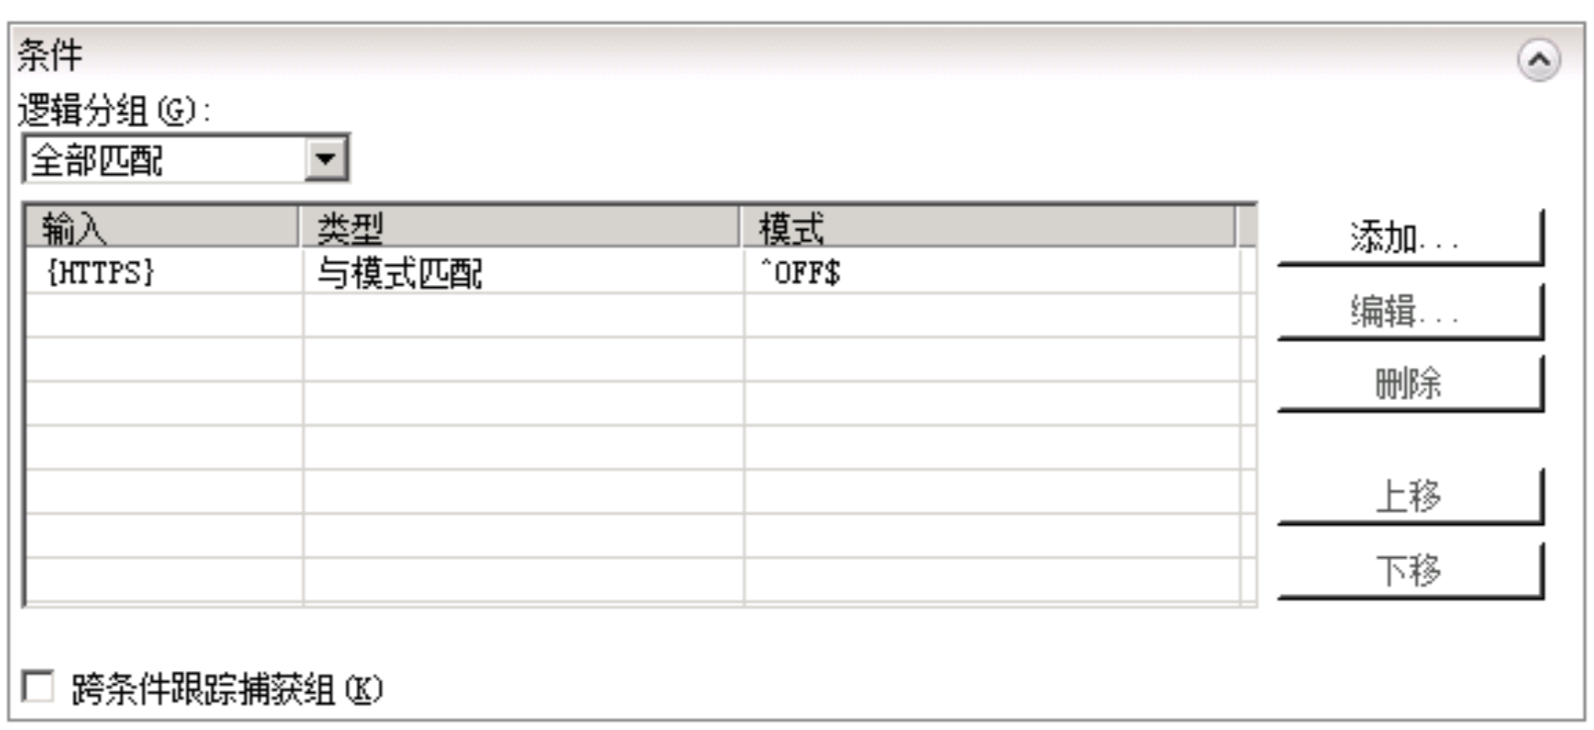 条件
逻辑分组(G):
全部匹配
输入 类型 模式
{HTTPS} 与模式匹配 ^OFF$
添加...
编辑...
删除
上移
下移
跨条件跟踪捕获组(K)